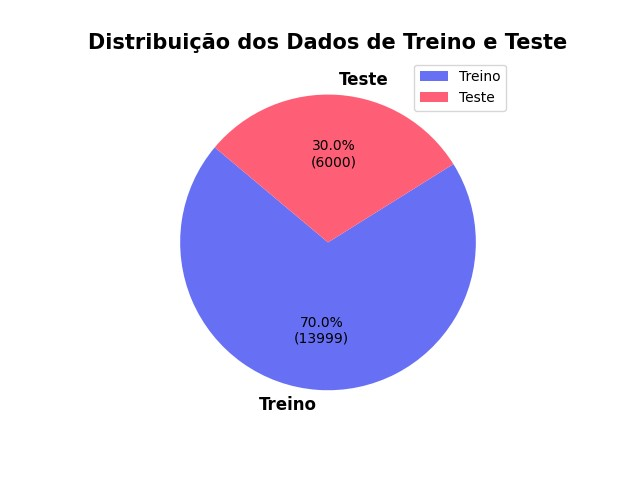 Distribuição dos Dados de Treino e Teste
Teste
Treino
Teste
30.0%
(6000)
70.0%
(13999)
Treino